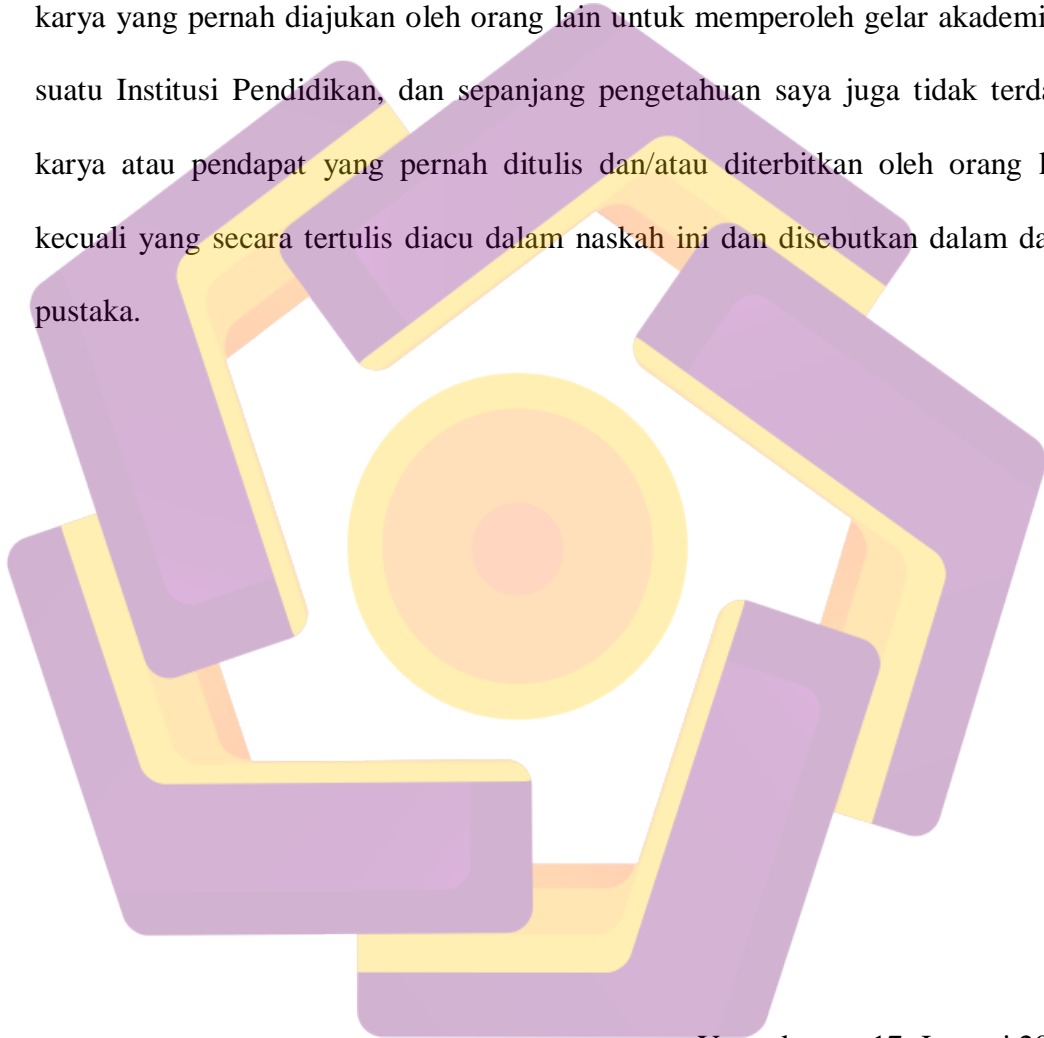 karya yang pernah diajukan oleh orang lain untuk memperoleh gelar akademi
suatu Institusi Pendidikan, dan sepanjang pengetahuan saya juga tidak terda
karya atau pendapat yang pernah ditulis dan/atau diterbitkan oleh orang l
kecuali yang secara tertulis diacu dalam naskah ini dan disebutkan dalam da
pustaka.